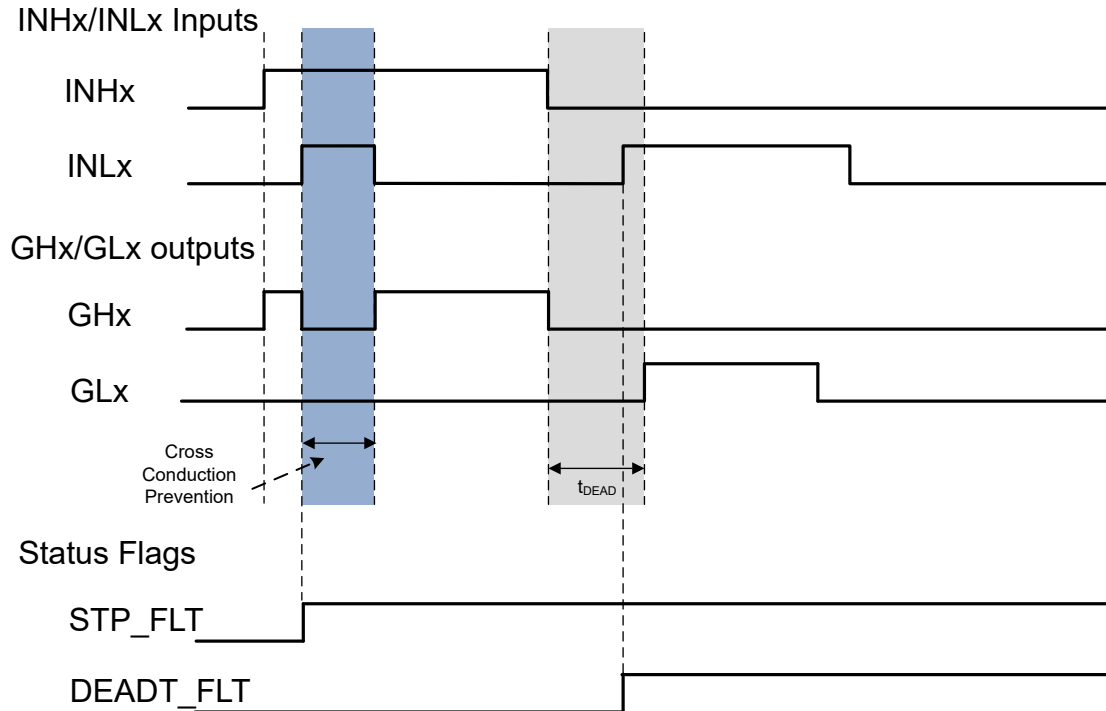 INHx/INLx Inputs
INHx
INLx
GHx/GLx outputs
GHx
GLx
Cross
Conduction
Prevention
tDEAD
Status Flags
STP_FLT
DEADT_FLT